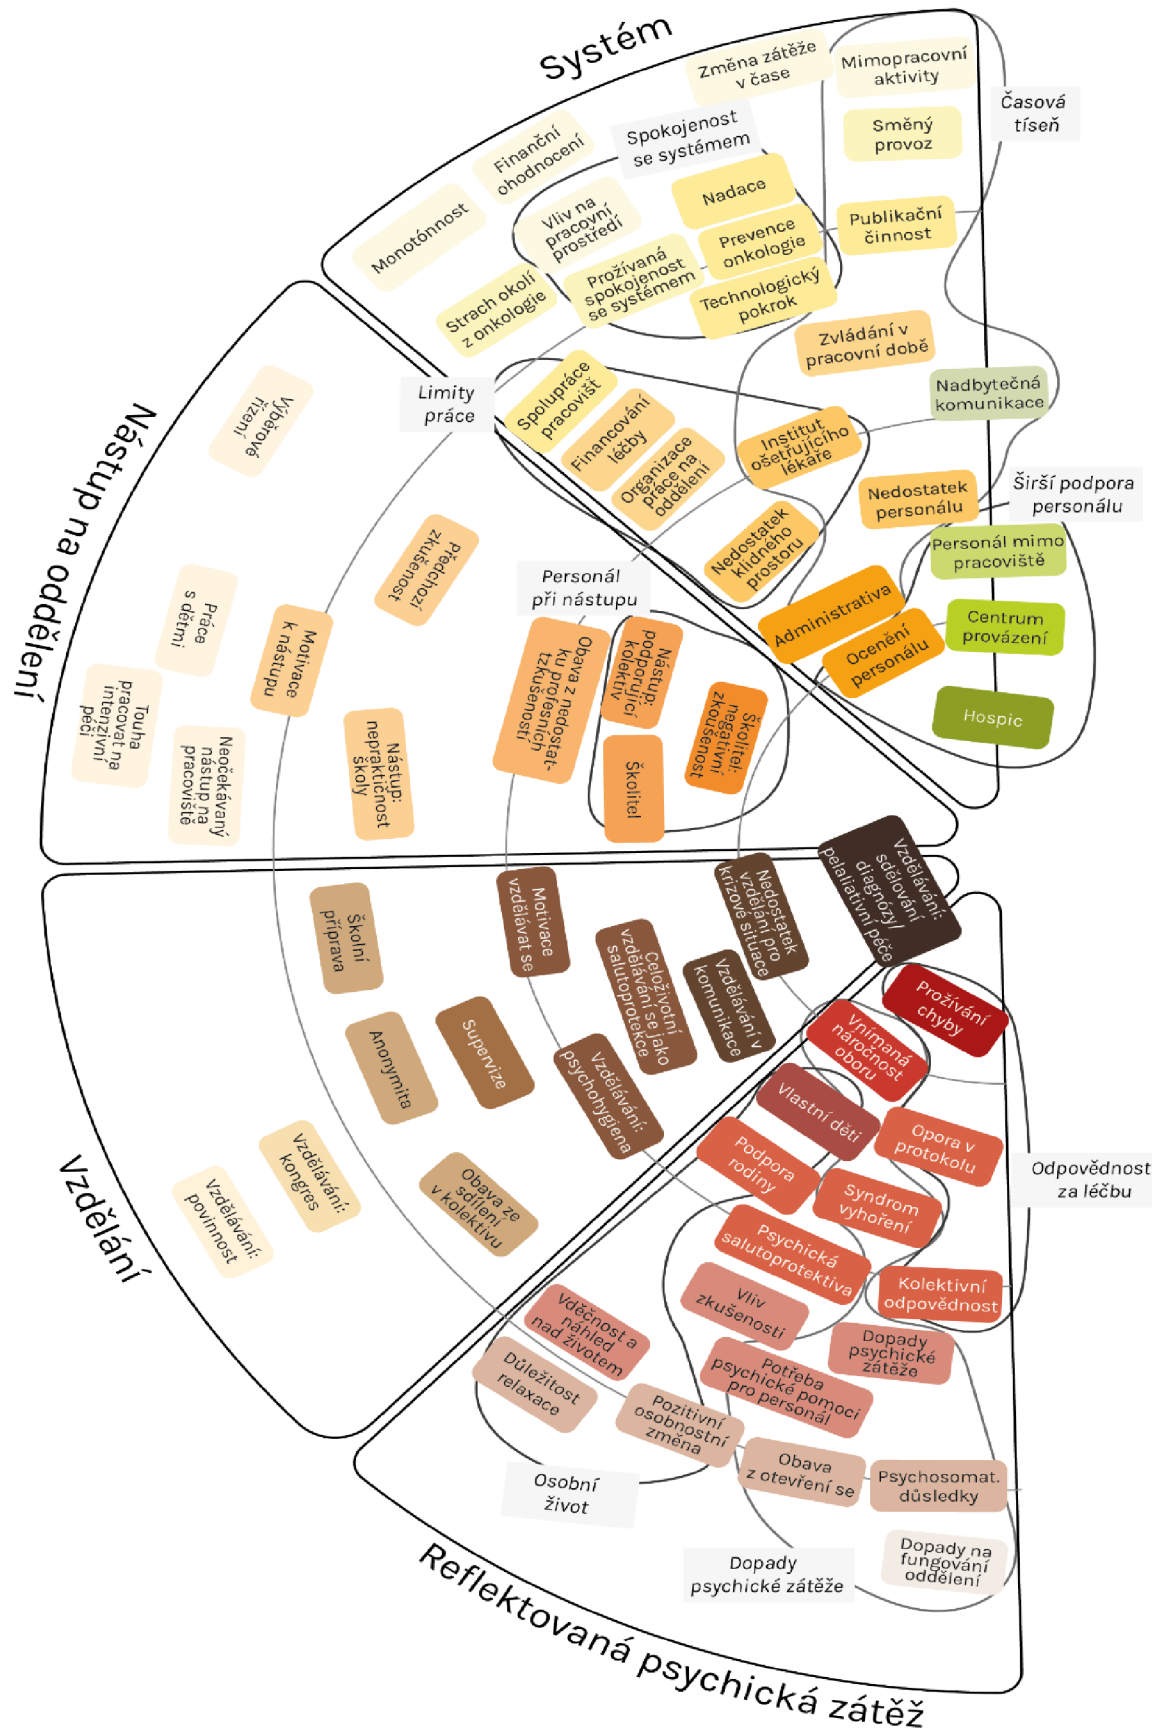 Systém
Změna zátěže
v čase
Mimopracovní
aktivity
Časová
tíseň
Směný
provoz
Finanční
ohodnocení
Spokojenost
se systémem
Nadace
Monotónnost
Vliv na
pracovní
prostředí
Prevence
onkologie
Publikační
činnost
Strach okolí
z onkologie
Prožívaná
spokojenost
se systémem
Technologický
pokrok
Zvládání v
pracovní době
Limity
práce
Spolupráce
pracovišť
Nadbytečná
komunikace
Financování
léčby
Organizace
práce na
oddělení
Institut
ošetřujícího
lékaře
Nedostatek
personálu
Širší podpora
personálu
Nedostatek
klidného
prostoru
Personál mimo
pracoviště
Administrativa
Ocenění
personálu
Centrum
provázení
Hospic
Nástup na oddělení
Výběrové
řízení
Předchozí
zkušenost
Personál
při nástupu
Práce
s dětmi
Motivace
k nástupu
Obava z nedostat-
ku profesních
tzkušeností
Nástup:
podporující
kolektiv
Školitel:
negativní
zkoušenost
Touha
pracovat na
intenzivní
péči
Neočekávaný
nástup na
pracoviště
Nástup:
nepraktičnost
školy
Školitel
Vzdělání
Vzdělávání:
sdělování
diagnózy/
pelaliativní péče
Nedostatek
vzdělání pro
krizové situace
Motivace
vzdělávat se
Školní
příprava
Celoživotní
vzdělávání se jako
salutoprotekce
Vzdělávání v
komunikace
Supervize
Anonymita
Vzdělávání:
psychohygiena
Vzdělávání:
kongres
Vzdělávání:
povinnost
Obava ze
sdílení
v kolektivu
Prožívání
chyby
Vnímaná
náročnost
oboru
Vlastní děti
Opora v
protokolu
Odpovědnost
za léčbu
Podpora
rodiny
Syndrom
vyhoření
Psychická
salutoprotektiva
Kolektivní
odpovědnost
Vliv
zkušenosti
Vděčnost a
náhled
nad životem
Dopady
psychické
zátěže
Důležitost
relaxace
Potřeba
psychické pomoci
pro personál
Pozitivní
osobnostní
změna
Obava
z otevření se
Psychosomat.
důsledky
Osobní
život
Dopady
psychické zátěže
Dopady na
fungování
oddělení
Reflektovaná psychická zátěž